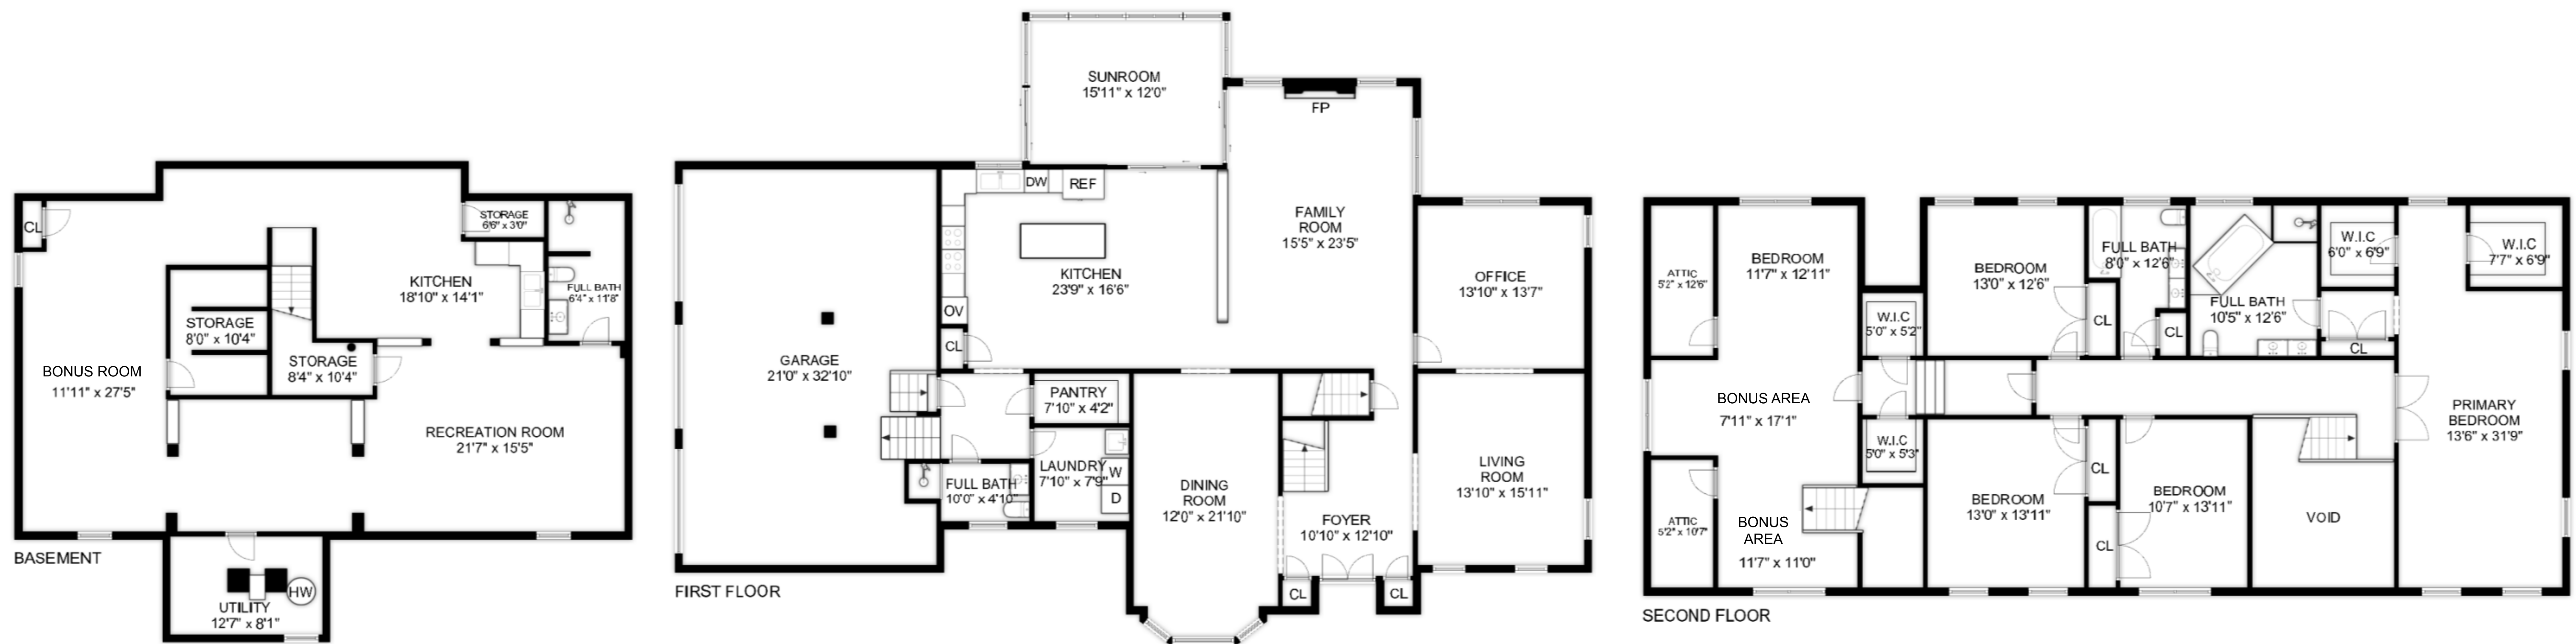 CL
STORAGE
6'6" x 3'0"
KITCHEN
18'10" x 14'1"
FULL BATH
6'4" x 11'8"
STORAGE
8'0" x 10'4"
STORAGE
8'4" x 10'4"
BONUS ROOM
11'11" x 27'5"
RECREATION ROOM
21'7" x 15'5"
HW
UTILITY
12'7" x 8'1"
BASEMENT
SUNROOM
15'11" x 12'0"
FP
DW
REF
FAMILY
ROOM
15'5" x 23'5"
KITCHEN
23'9" x 16'6"
OV
CL
OFFICE
13'10" x 13'7"
GARAGE
21'0" x 32'10"
PANTRY
7'10" x 4'2"
LAUNDRY
7'10" x 7'9"
W
D
FULL BATH
10'0" x 4'10"
DINING
ROOM
12'0" x 21'10"
LIVING
ROOM
13'10" x 15'11"
FOYER
10'10" x 12'10"
CL
CL
FIRST FLOOR
ATTIC
5'2" x 12'6"
BEDROOM
11'7" x 12'11"
W.I.C
5'0" x 5'2"
BEDROOM
13'0" x 12'6"
CL
FULL BATH
8'0" x 12'6"
CL
FULL BATH
10'5" x 12'6"
W.I.C
6'0" x 6'9"
CL
W.I.C
7'7" x 6'9"
BONUS AREA
7'11" x 17'1"
W.I.C
5'0" x 5'3"
PRIMARY
BEDROOM
13'6" x 31'9"
ATTIC
5'2" x 10'7"
BONUS
AREA
11'7" x 11'0"
BEDROOM
13'0" x 13'11"
CL
CL
BEDROOM
10'7" x 13'11"
VOID
SECOND FLOOR